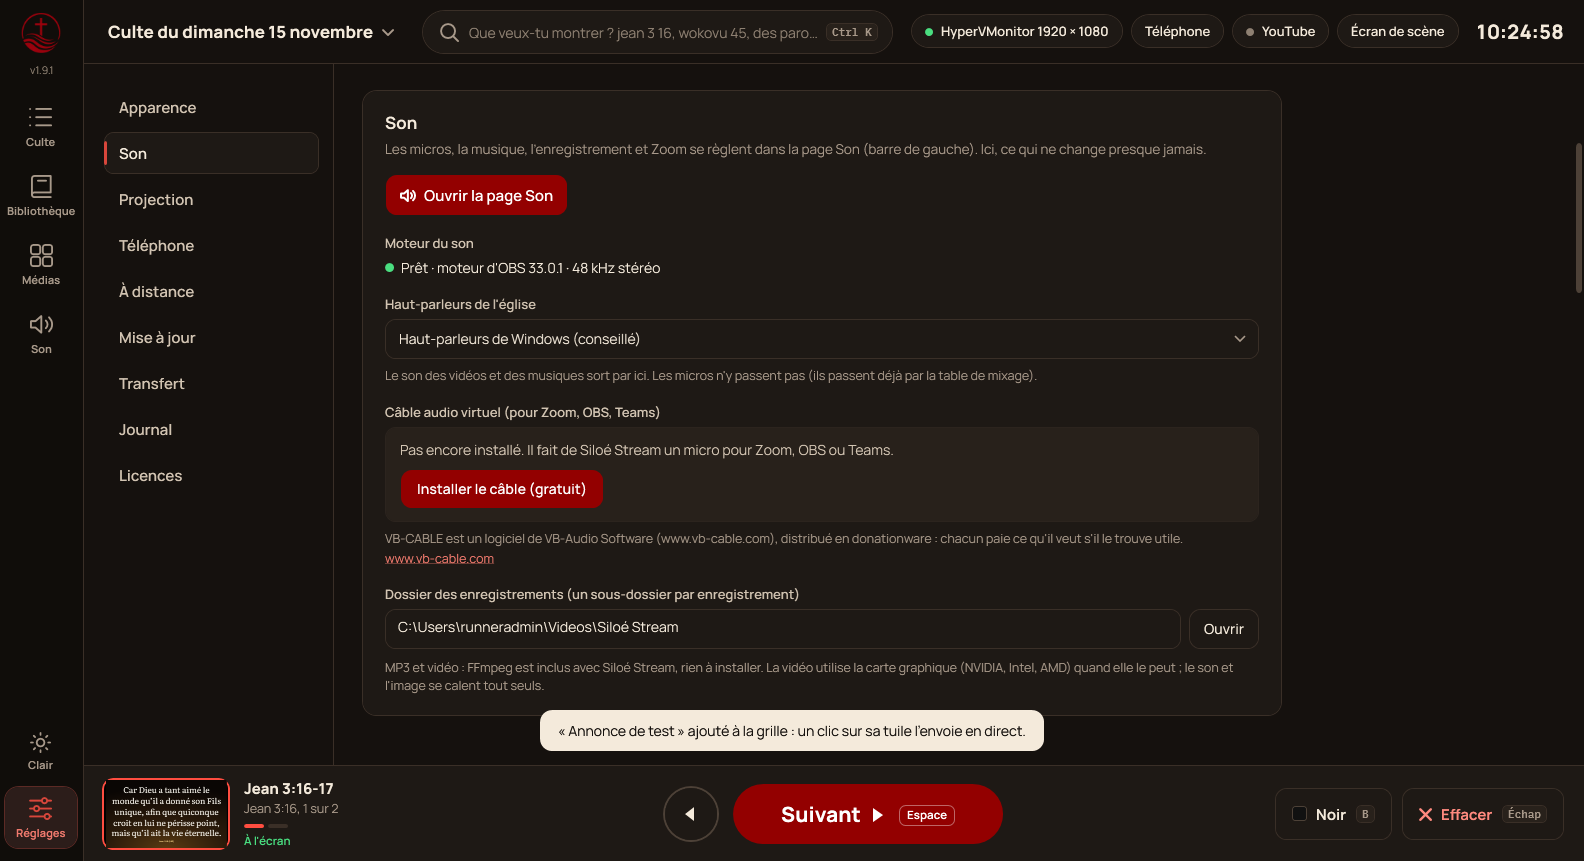 Culte du dimanche 15 novembre
Que veux-tu montrer ? jean 3 16, wokovu 45, des paro...
Ctrl K
HyperVMonitor 1920 × 1080
Téléphone
YouTube
Écran de scène
10:24:58
v1.9.1
Culte
Bibliothèque
Médias
Son
Clair
Réglages
Apparence
Son
Projection
Téléphone
À distance
Mise à jour
Transfert
Journal
Licences
Son
Les micros, la musique, l'enregistrement et Zoom se règlent dans la page Son (barre de gauche). Ici, ce qui ne change presque jamais.
Ouvrir la page Son
Moteur du son
Prêt · moteur d'OBS 33.0.1 · 48 kHz stéréo
Haut-parleurs de l'église
Haut-parleurs de Windows (conseillé)
Le son des vidéos et des musiques sort par ici. Les micros n'y passent pas (ils passent déjà par la table de mixage).
Câble audio virtuel (pour Zoom, OBS, Teams)
Pas encore installé. Il fait de Siloé Stream un micro pour Zoom, OBS ou Teams.
Installer le câble (gratuit)
VB-CABLE est un logiciel de VB-Audio Software (www.vb-cable.com), distribué en donationware : chacun paie ce qu'il veut s'il le trouve utile.
www.vb-cable.com
Dossier des enregistrements (un sous-dossier par enregistrement)
C:\Users\runneradmin\Videos\Siloé Stream
Ouvrir
MP3 et vidéo : FFmpeg est inclus avec Siloé Stream, rien à installer. La vidéo utilise la carte graphique (NVIDIA, Intel, AMD) quand elle le peut ; le son et
l'image se calent tout seuls.
« Annonce de test » ajouté à la grille : un clic sur sa tuile l'envoie en direct.
Car Dieu a tant aimé le
monde qu'il a donné son Fils
unique, afin que quiconque
croit en lui ne périsse point,
mais qu'il ait la vie éternelle.
Jean 3:16-17
Jean 3:16, 1 sur 2
À l'écran
Suivant
Espace
Noir
B
Effacer
Échap